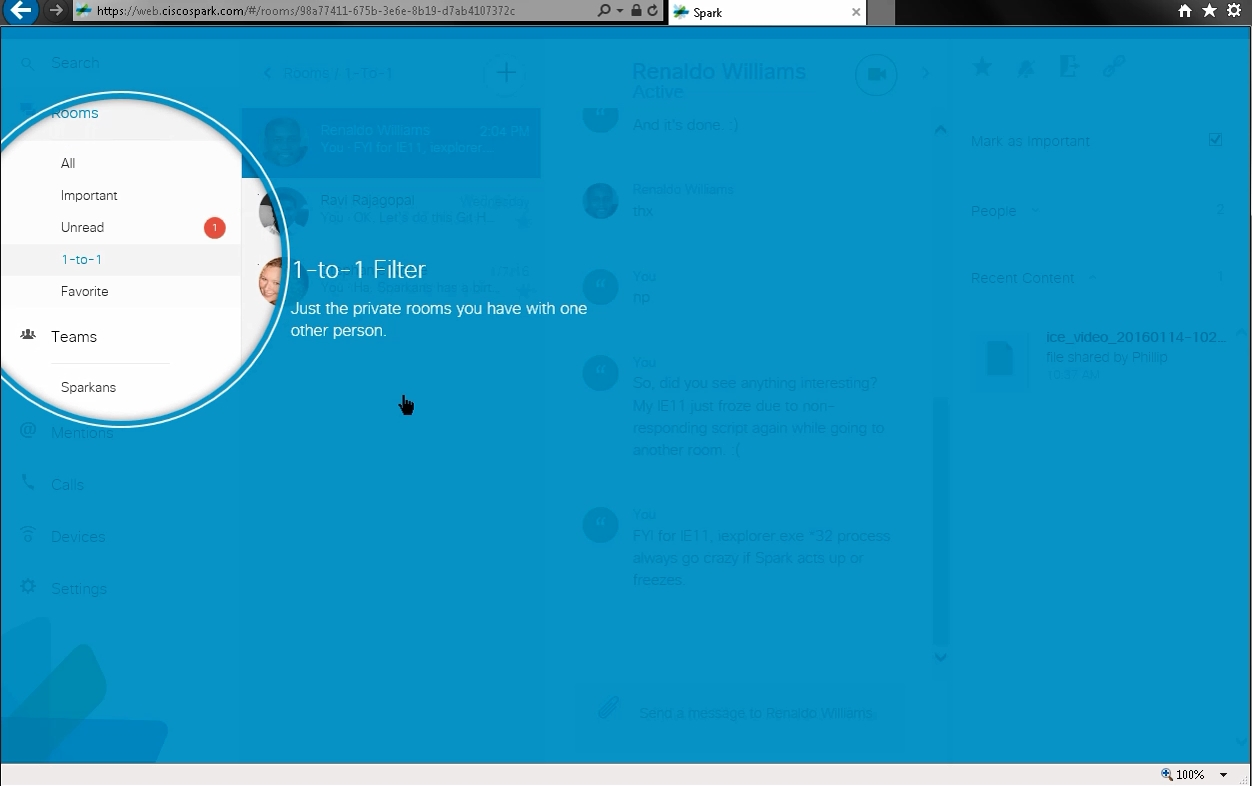 https://web.ciscospark.com/#/rooms/98a77411-675b-3e6e-8b19-d7ab4107372c
Spark
Search
Rooms
All
Important
Unread
1
1-to-1
Favorite
Teams
Sparkans
Mentions
Calls
Devices
Settings
Rooms / 1-To-1
Renaldo Williams
2:04 PM
You: FYI for IE11, iexplorer...
Ravi Rajagopal
Wednesday
You: OK. Let's do this G4 H...
You: Ha. Sparkans has a birt...
1-to-1 Filter
Just the private rooms you have with one
other person.
Renaldo Williams
Active
And it's done. :)
Renaldo Williams
thx
You
np
You
So, did you see anything interesting?
My IE11 just froze due to non-
responding script again while going to
another room. :(
You
FYI for IE11, iexplorer.exe *32 process
always go crazy if Spark acts up or
freezes.
Send a message to Renaldo Williams
Mark as Important
People
2
Recent Content
1
ice_video_20160114-102...
file shared by Phillip
100%